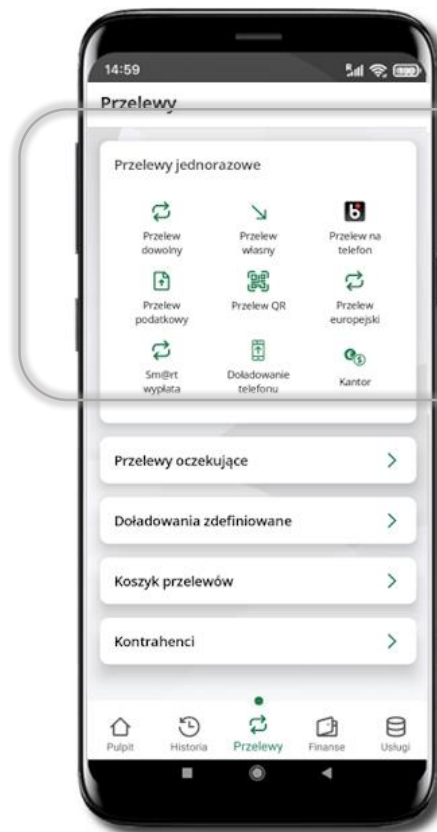 14:59
Przelewy
Przelewy jednorazowe
Przelew
dowolny
Przelew
własny
Przelew na
telefon
Przelew
podatkowy
Przelew QR
Przelew
europejski
Sm@rt
wypłata
Doładowanie
telefonu
Kantor
Przelewy oczekujące
Doładowania zdefiniowane
Koszyk przelewów
Kontrahenci
Pulpit
Historia
Przelewy
Finanse
Usługi